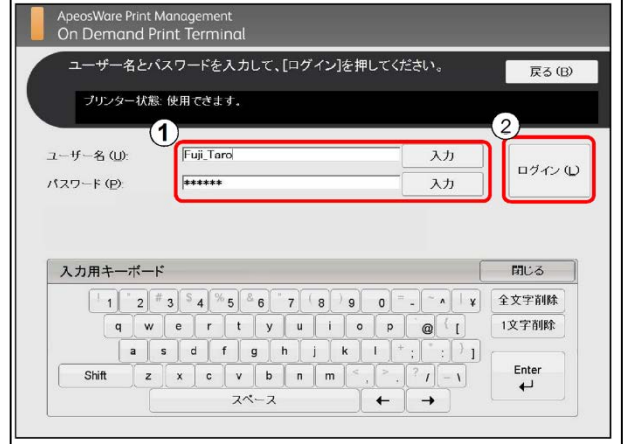 ApeosWare Print Management
On Demand Print Terminal
ユーザー名とパスワードを入力して、[ログイン]を押してください。
戻る (B)
プリンター状態: 使用できます。
①
②
ユーザー名 (U): Fuji_Taro 入力
ログイン (L)
パスワード (P): ****** 入力
入力用キーボード 閉じる
! 1 " 2 # 3 $ 4 % 5 & 6 ' 7 ( 8 ) 9 0 = - ~ ^ | ¥ 全文字削除
q w e r t y u i o p ` @ { [ 1文字削除
a s d f g h j k l + ; * : } ]
Shift z x c v b n m < , > . ? / _ \ Enter
スペース ← → ↵